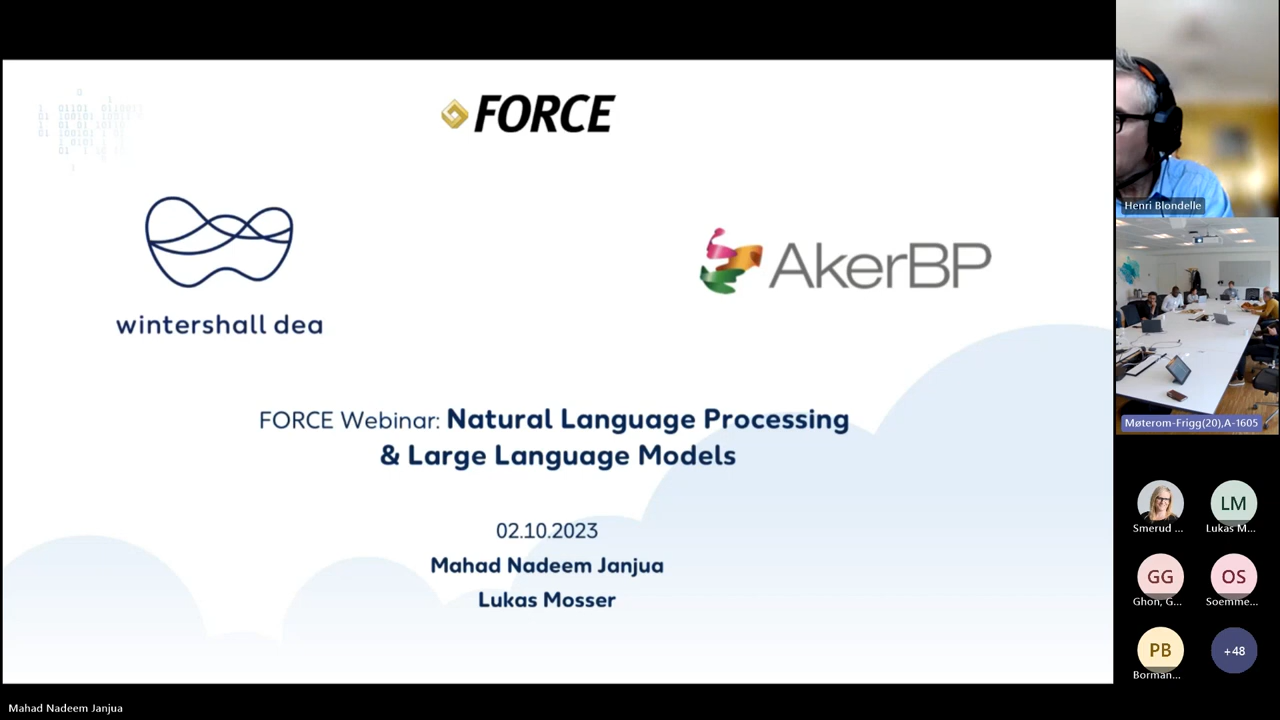 FORCE
wintershall dea
AkerBP
FORCE Webinar: Natural Language Processing
& Large Language Models
02.10.2023
Mahad Nadeem Janjua
Lukas Mosser
Henri Blondelle
Møterom-Frigg(20),A-1605
Smerud ...
LM
Lukas M...
GG
Ghon, G...
OS
Soemme...
PB
Borman...
+48
Mahad Nadeem Janjua